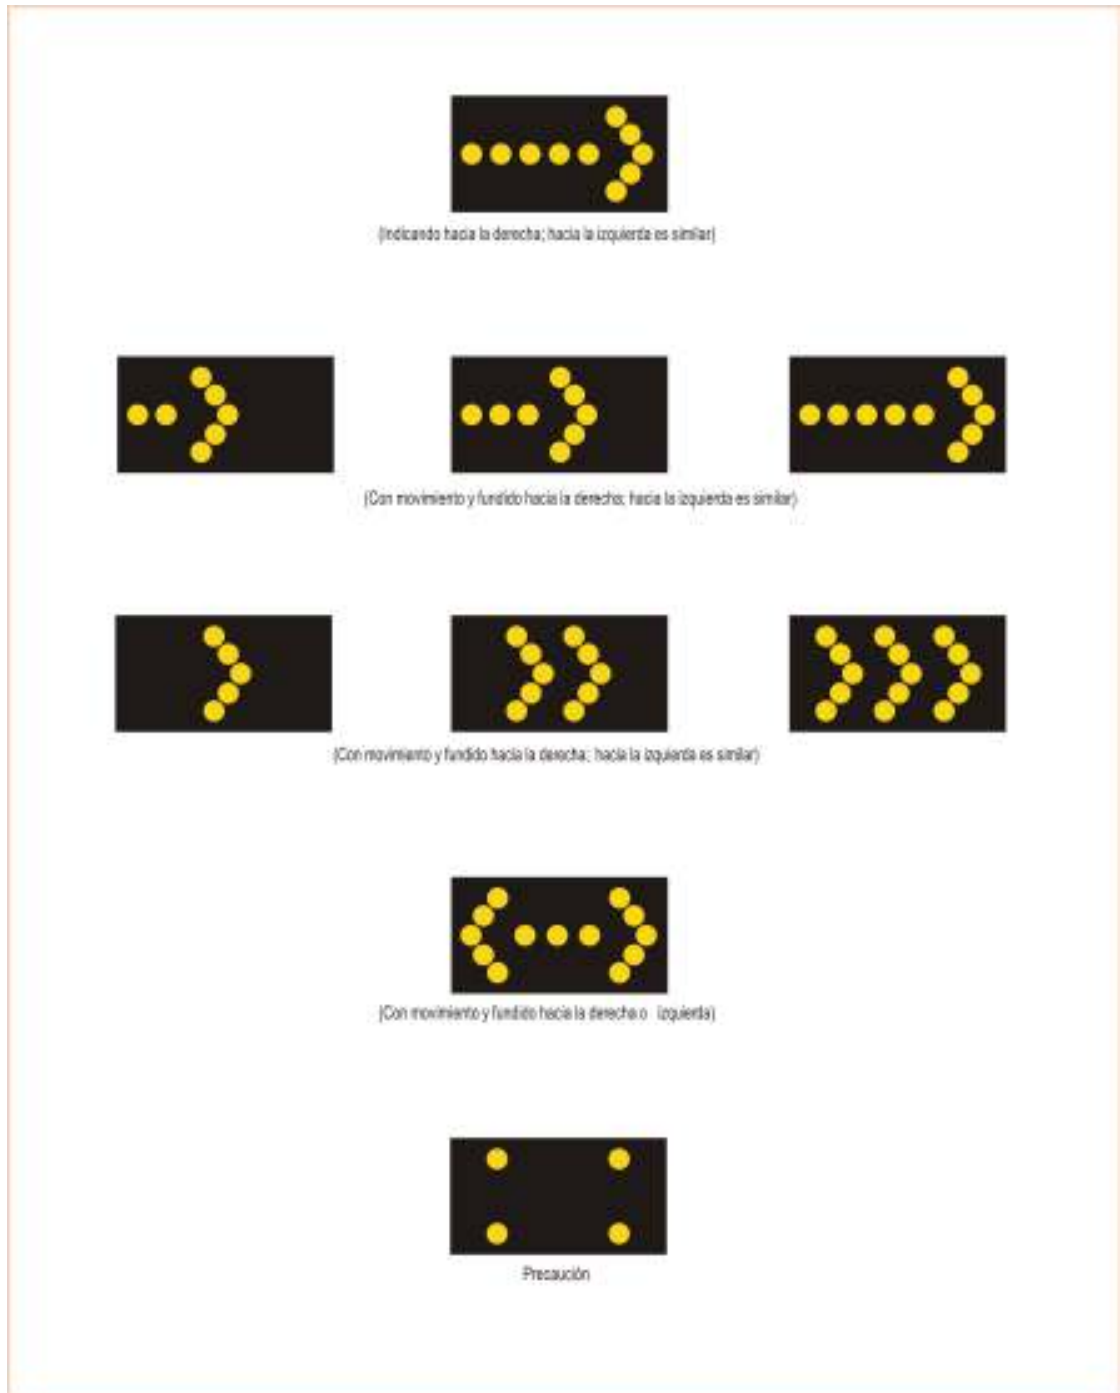 (Indicando hacia la derecha; hacia la izquierda es similar)
(Con movimiento y fundido hacia la derecha; hacia la izquierda es similar)
(Con movimiento y fundido hacia la derecha; hacia la izquierda es similar)
(Con movimiento y fundido hacia la derecha o izquierda)
Precaución